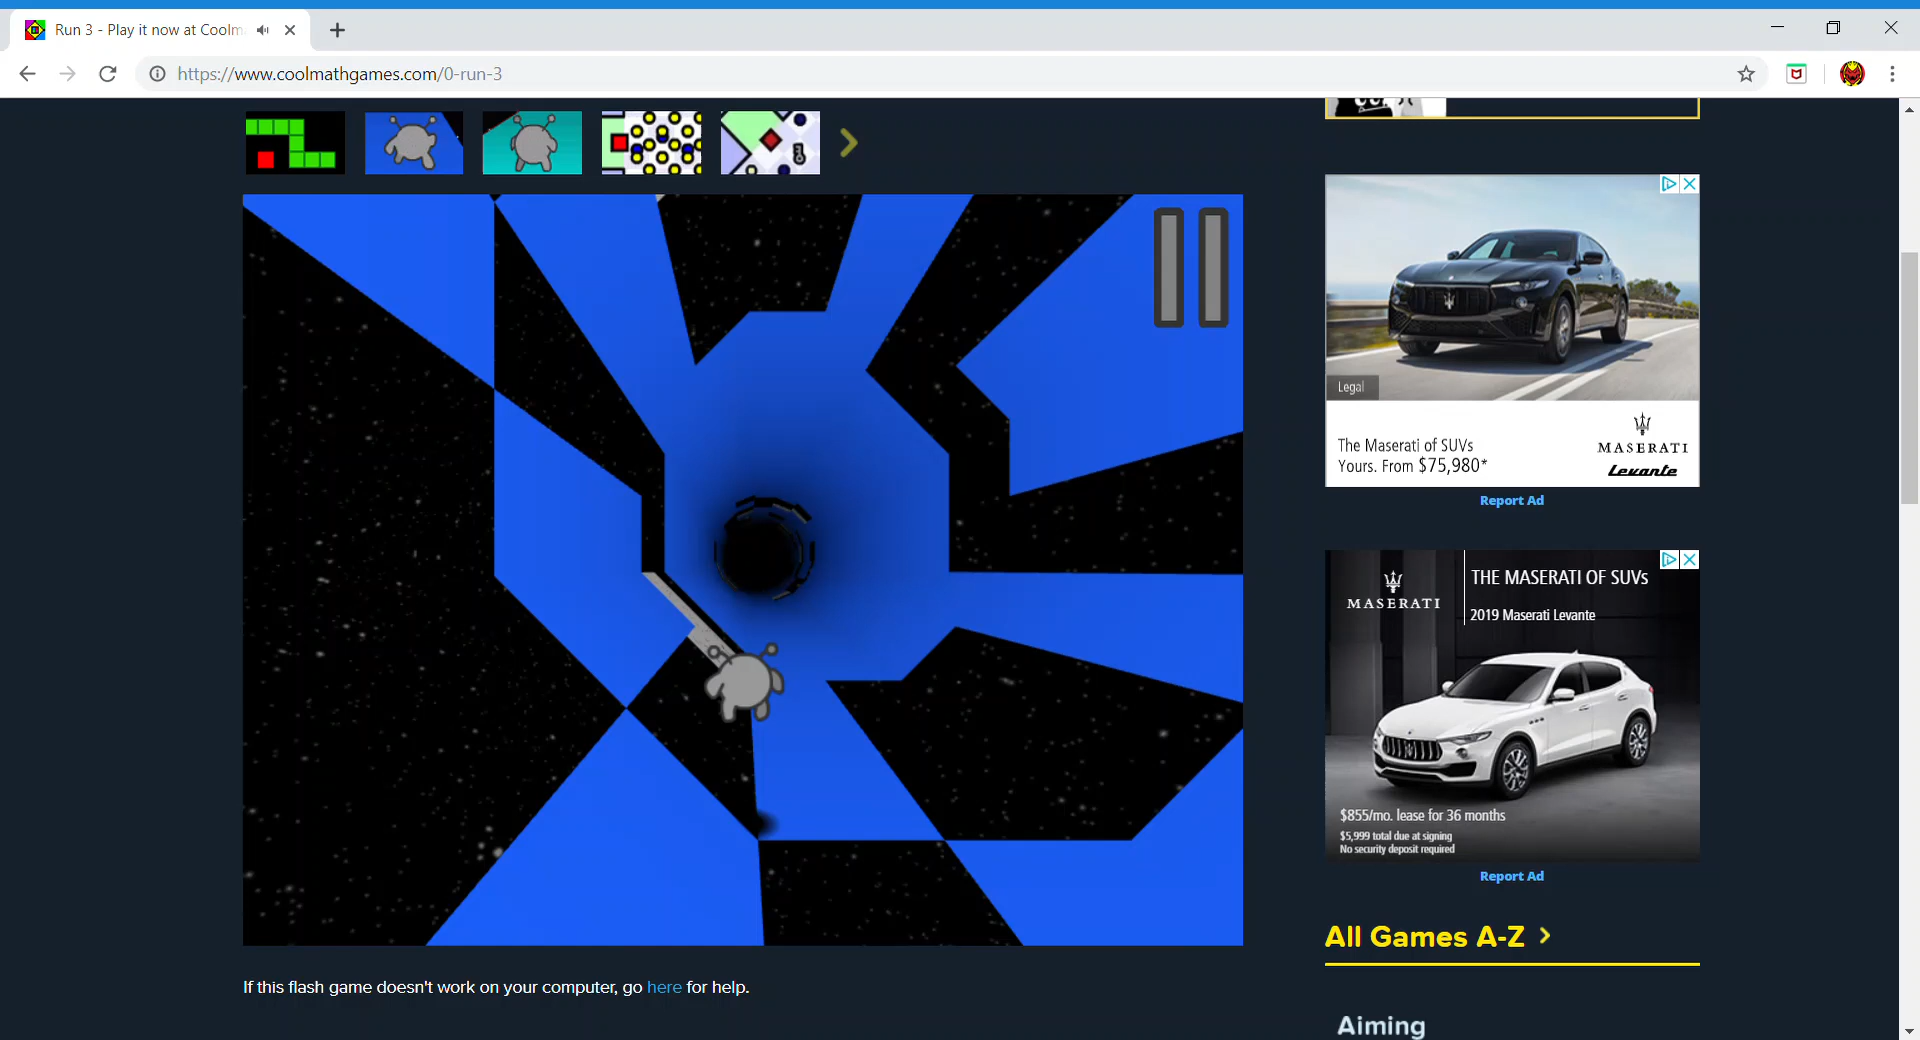 Run 3 - Play it now at Coolm
https://www.coolmathgames.com/0-run-3
Legal
The Maserati of SUVs
Yours. From $75,980*
MASERATI
Levante
Report Ad
MASERATI
THE MASERATI OF SUVs
2019 Maserati Levante
$855/mo. lease for 36 months
$5,999 total due at signing
No security deposit required
Report Ad
All Games A-Z
If this flash game doesn't work on your computer, go here for help.
Aiming